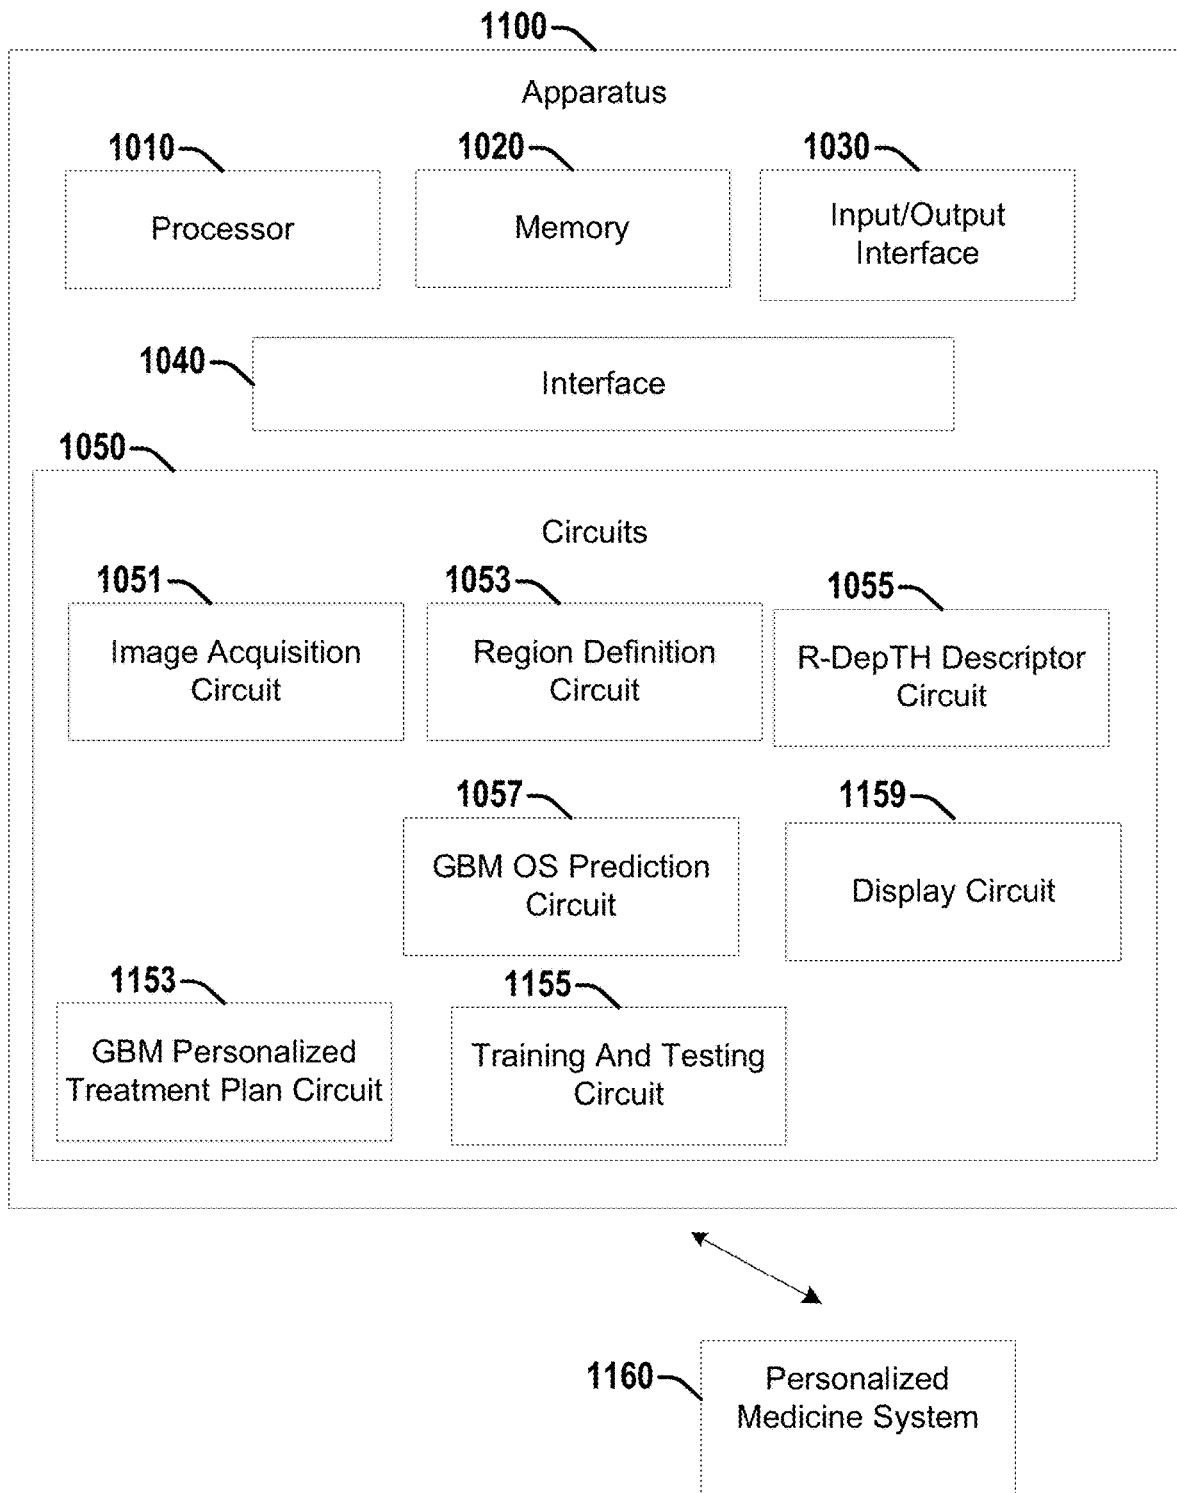 1100
Apparatus
1010
1020
1030
Processor
Memory
Input/Output
Interface
1040
Interface
1050
Circuits
1051
1053
1055
Image Acquisition
Circuit
Region Definition
Circuit
R-DepTH Descriptor
Circuit
1057
1159
GBM OS Prediction
Circuit
Display Circuit
1153
1155
GBM Personalized
Treatment Plan Circuit
Training And Testing
Circuit
1160
Personalized
Medicine System